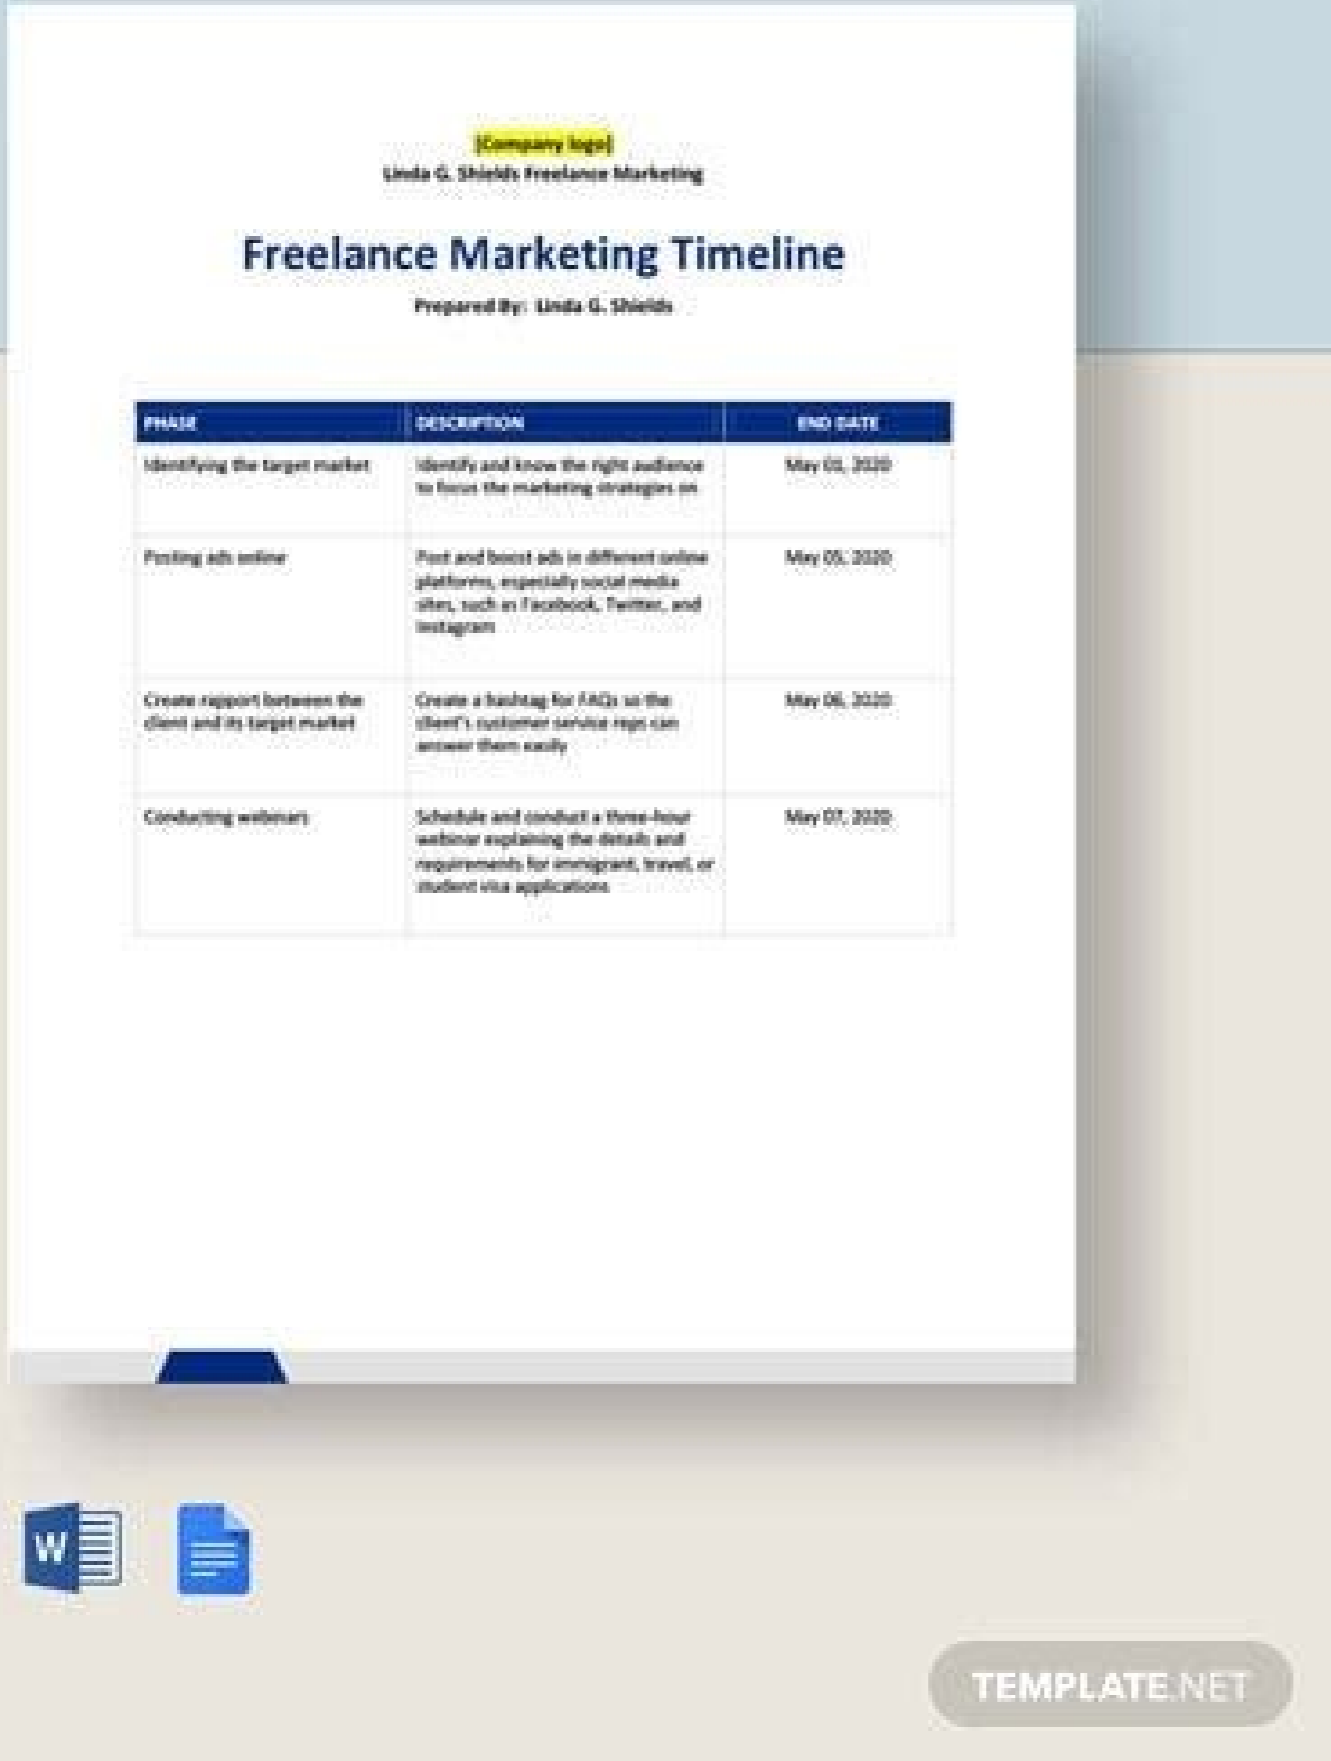 [Company logo]
Linda G. Shields Freelance Marketing
Freelance Marketing Timeline
Prepared By: Linda G. Shields
PHASE DESCRIPTION END DATE
Identifying the target market Identify and know the right audience May 01, 2020
to focus the marketing strategies on
Posting ads online Post and boost ads in different online May 05, 2020
platforms, especially social media
sites, such as Facebook, Twitter, and
Instagram
Create rapport between the Create a hashtag for FAQs so the May 06, 2020
client and its target market client's customer service reps can
answer them easily
Conducting webinars Schedule and conduct a three-hour May 07, 2020
webinar explaining the details and
requirements for immigrant, travel, or
student visa applications
W
TEMPLATE.NET